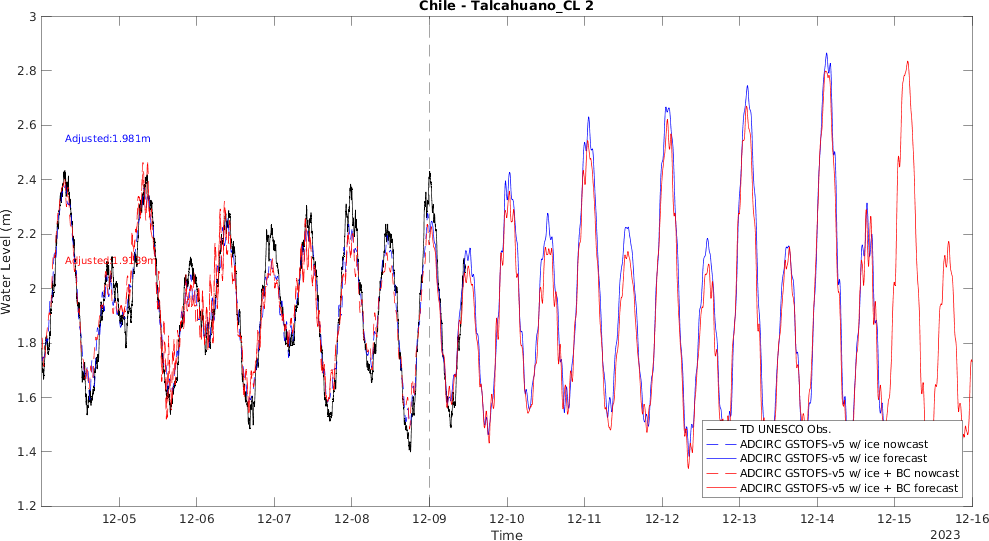 Chile - Talcahuano_CL 2
3
2.8
2.6
2.4
2.2
2
1.8
1.6
1.4
1.2
Water Level (m)
Adjusted:1.981m
TD UNESCO Obs.
ADCIRC GSTOFS-v5 w/ ice nowcast
ADCIRC GSTOFS-v5 w/ ice forecast
ADCIRC GSTOFS-v5 w/ ice + BC nowcast
ADCIRC GSTOFS-v5 w/ ice + BC forecast
12-05 12-06 12-07 12-08 12-09 12-10 12-11 12-12 12-13 12-14 12-15 12-16
Time
2023